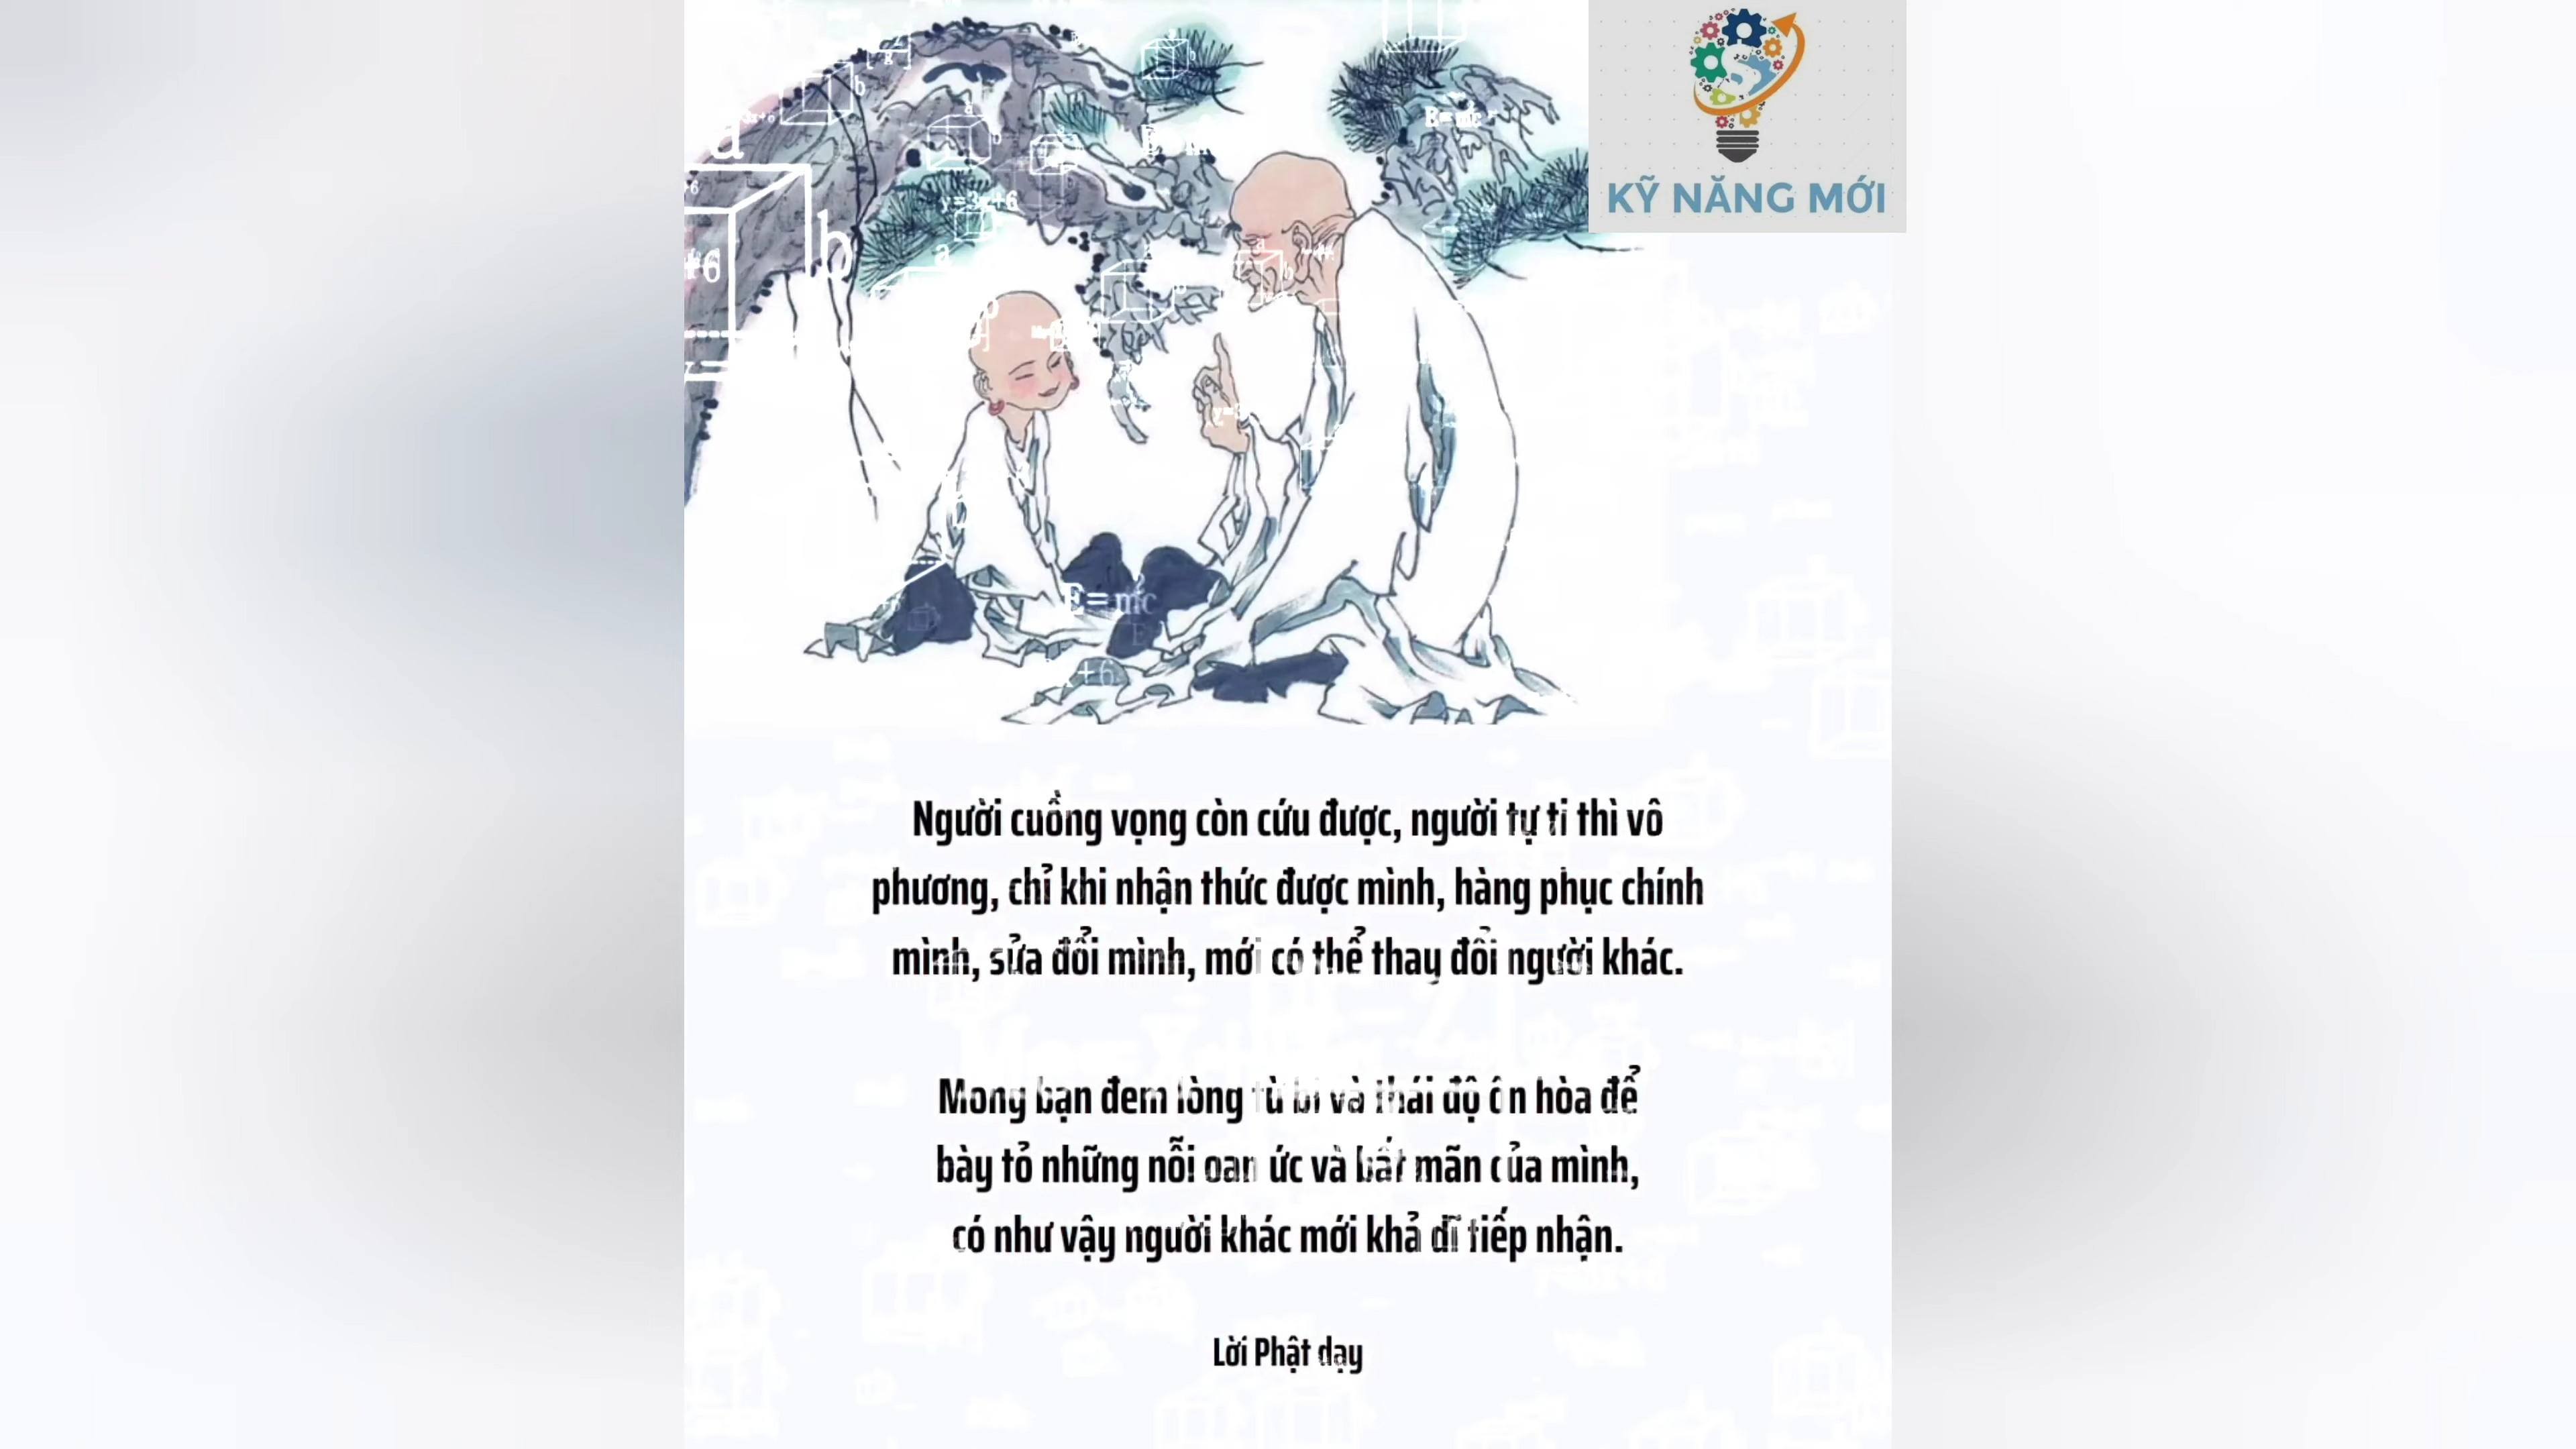 KỸ NĂNG MỚI
y=3x+6
E=mc²
Người cuồng vọng còn cứu được, người tự ti thì vô
phương, chỉ khi nhận thức được mình, hàng phục chính
mình, sửa đổi mình, mới có thể thay đổi người khác.
Mong bạn đem lòng từ bi và thái độ ôn hòa để
bày tỏ những nỗi oan ức và bất mãn của mình,
có như vậy người khác mới khả dĩ tiếp nhận.
Lời Phật dạy